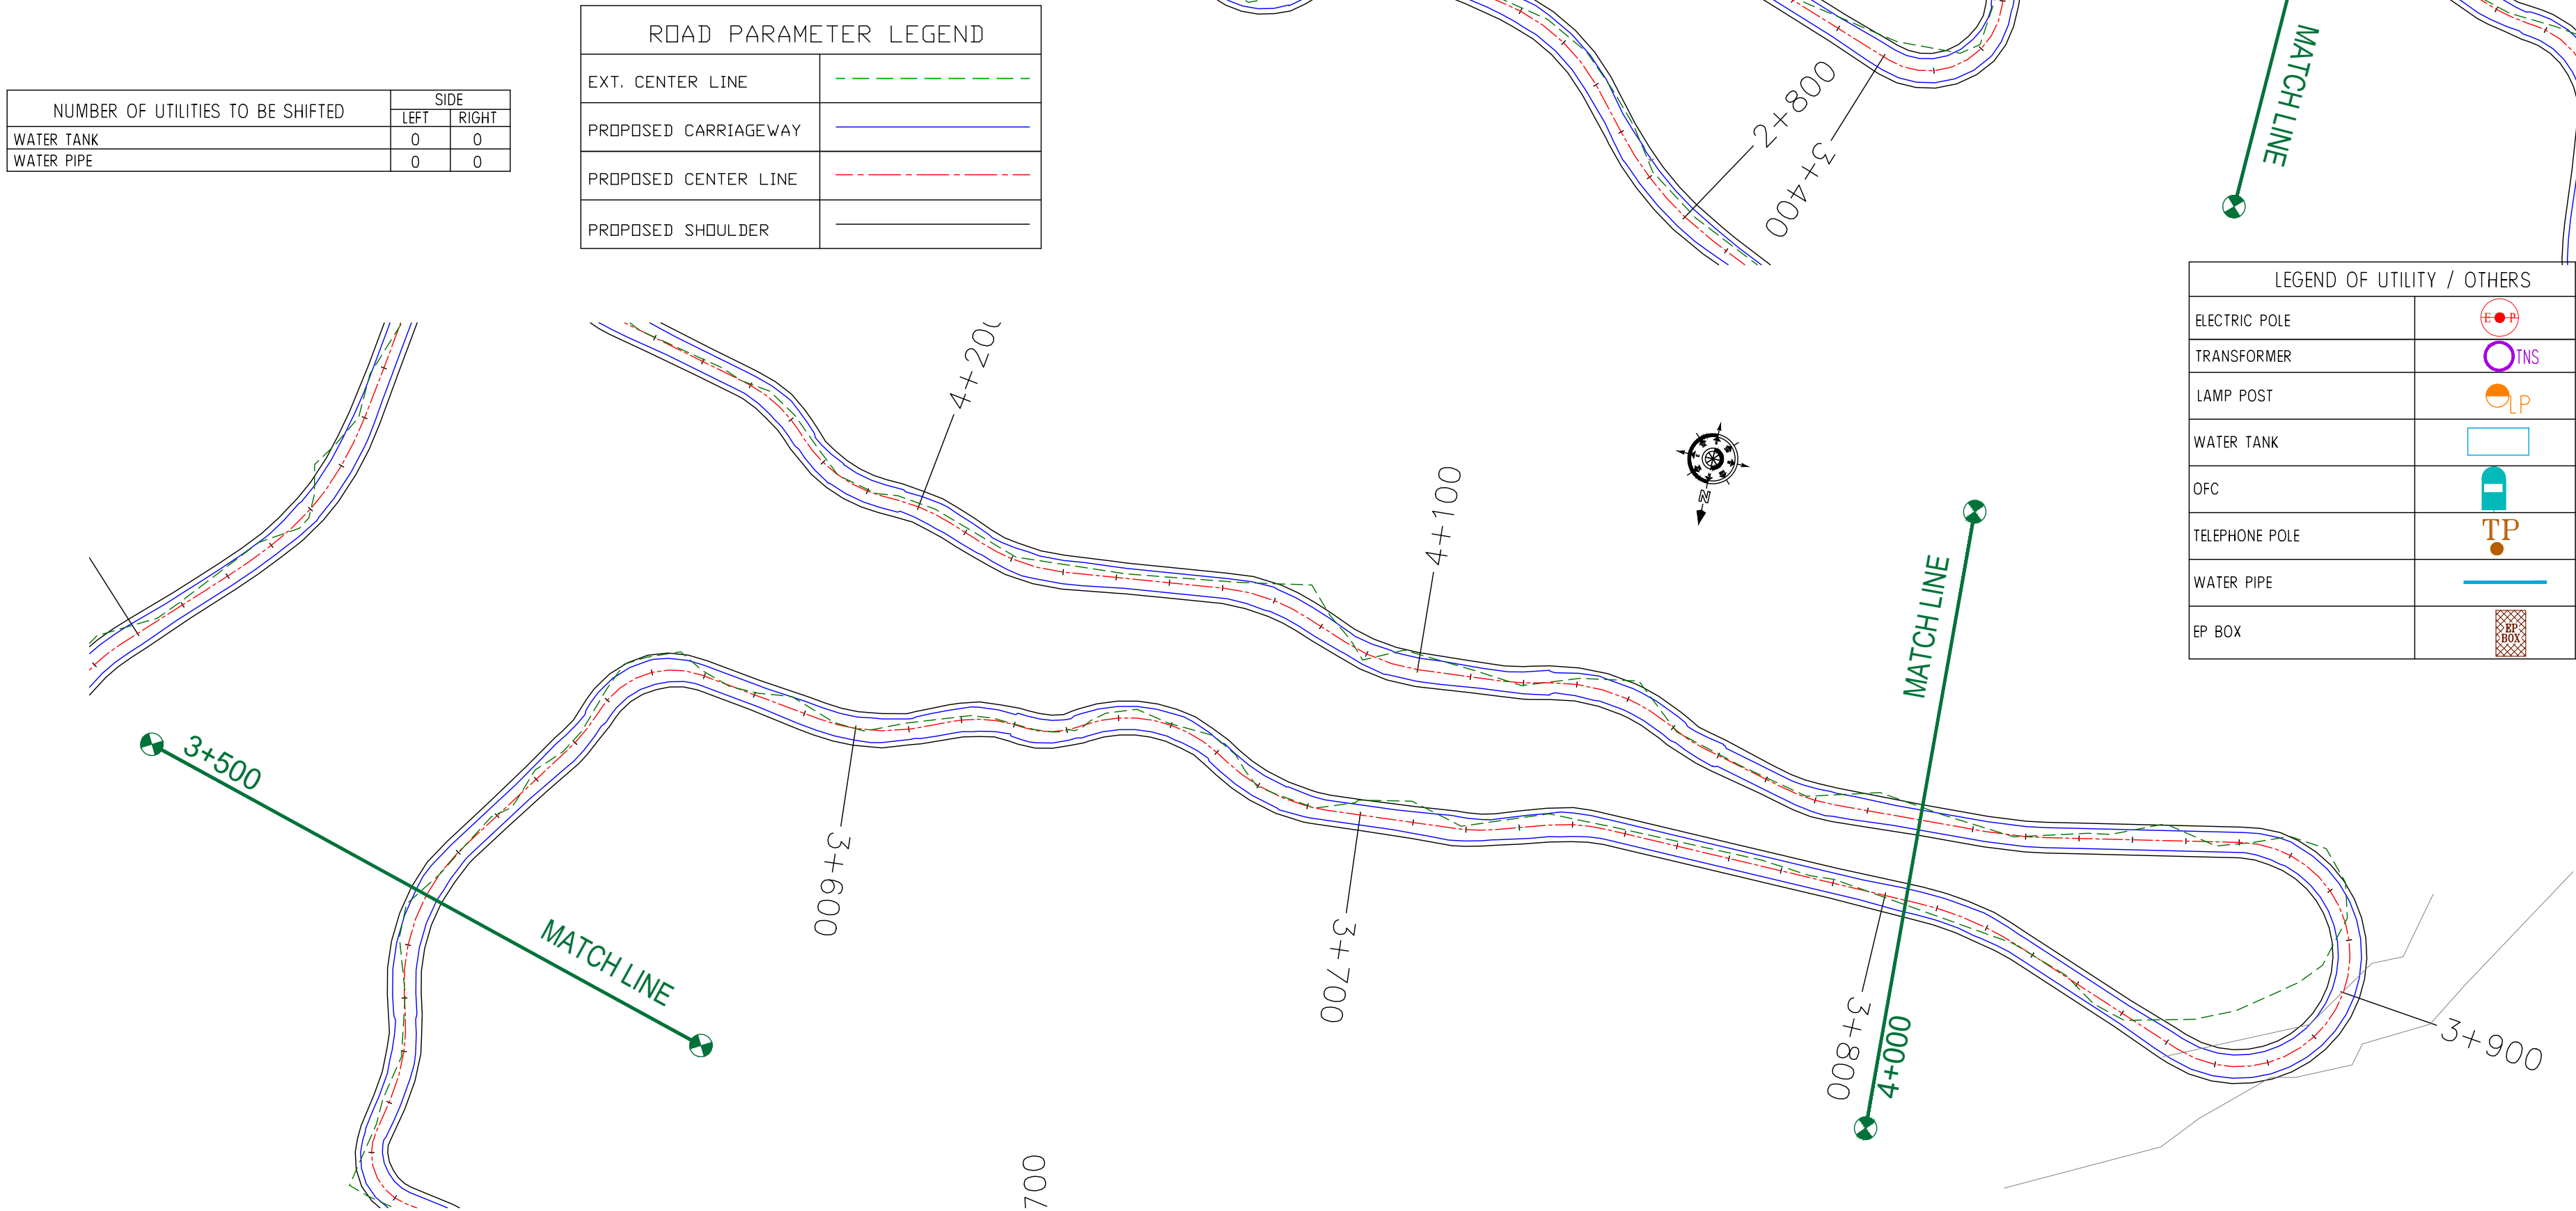 ROAD PARAMETER LEGEND
EXT. CENTER LINE
PROPOSED CARRIAGEWAY
PROPOSED CENTER LINE
PROPOSED SHOULDER
NUMBER OF UTILITIES TO BE SHIFTED
SIDE
LEFT RIGHT
WATER TANK 0 0
WATER PIPE 0 0
2+800
3+400
MATCH LINE
LEGEND OF UTILITY / OTHERS
ELECTRIC POLE E P
TRANSFORMER TNS
LAMP POST LP
WATER TANK
OFC
TELEPHONE POLE TP
WATER PIPE
EP BOX EP BOX
4+200
4+100
N
MATCH LINE
3+500
MATCH LINE
3+600
3+700
3+800
4+000
3+900
700